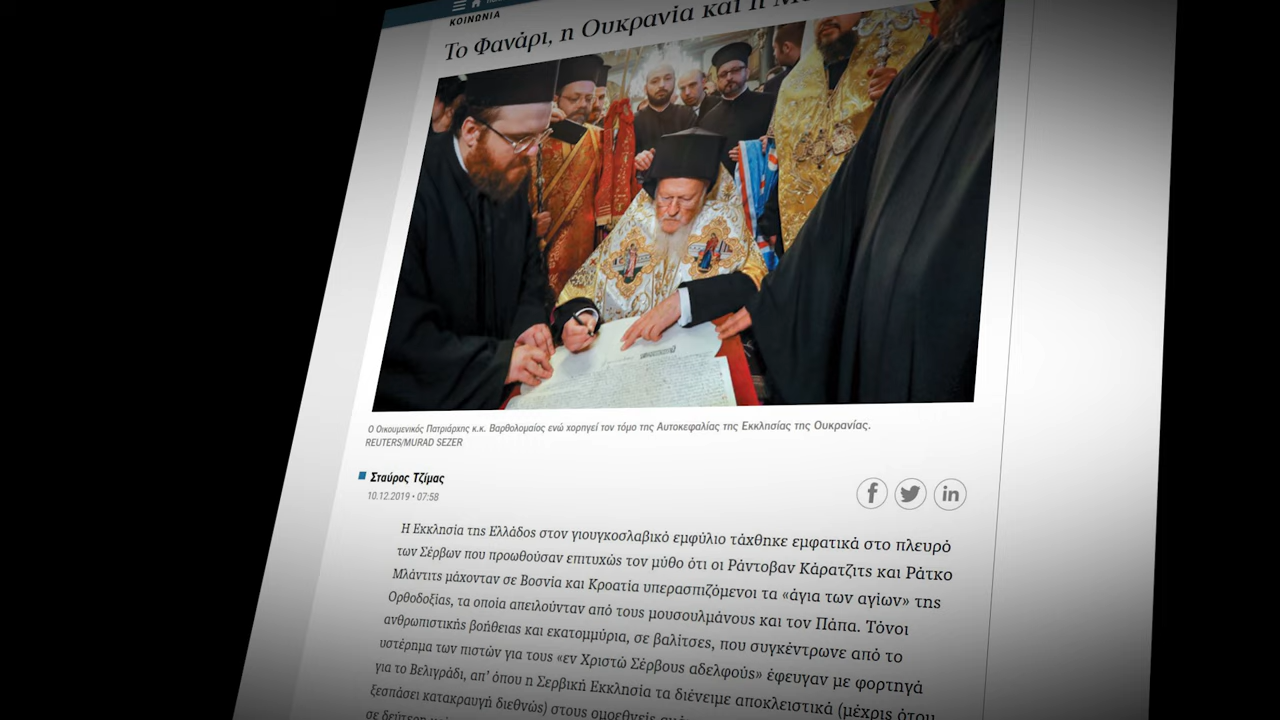 ΚΟΙΝΩΝΙΑ
Το Φανάρι, η Ουκρανία και η
Ο Οικουμενικός Πατριάρχης κ.κ. Βαρθολομαίος ενώ χορηγεί τον τόμο της Αυτοκεφαλίας της Εκκλησίας της Ουκρανίας.
REUTERS/MURAD SEZER
Σταύρος Τζίμας
10.12.2019 • 07:58
Η Εκκλησία της Ελλάδος στον γιουγκοσλαβικό εμφύλιο τάχθηκε εμφατικά στο πλευρό
των Σέρβων που προωθούσαν επιτυχώς τον μύθο ότι οι Ράντοβαν Κάρατζιτς και Ράτκο
Μλάντιτς μάχονταν σε Βοσνία και Κροατία υπερασπιζόμενοι τα «άγια των αγίων» της
Ορθοδοξίας, τα οποία απειλούνταν από τους μουσουλμάνους και τον Πάπα. Τόνοι
ανθρωπιστικής βοήθειας και εκατομμύρια, σε βαλίτσες, που συγκέντρωνε από το
υστέρημα των πιστών για τους «εν Χριστώ Σέρβους αδελφούς» έφευγαν με φορτηγά
για το Βελιγράδι, απ’ όπου η Σερβική Εκκλησία τα διένειμε αποκλειστικά (μέχρις ότου
ξεσπάσει κατακραυγή διεθνώς) στους ομοεθνείς
σε δεύτερη